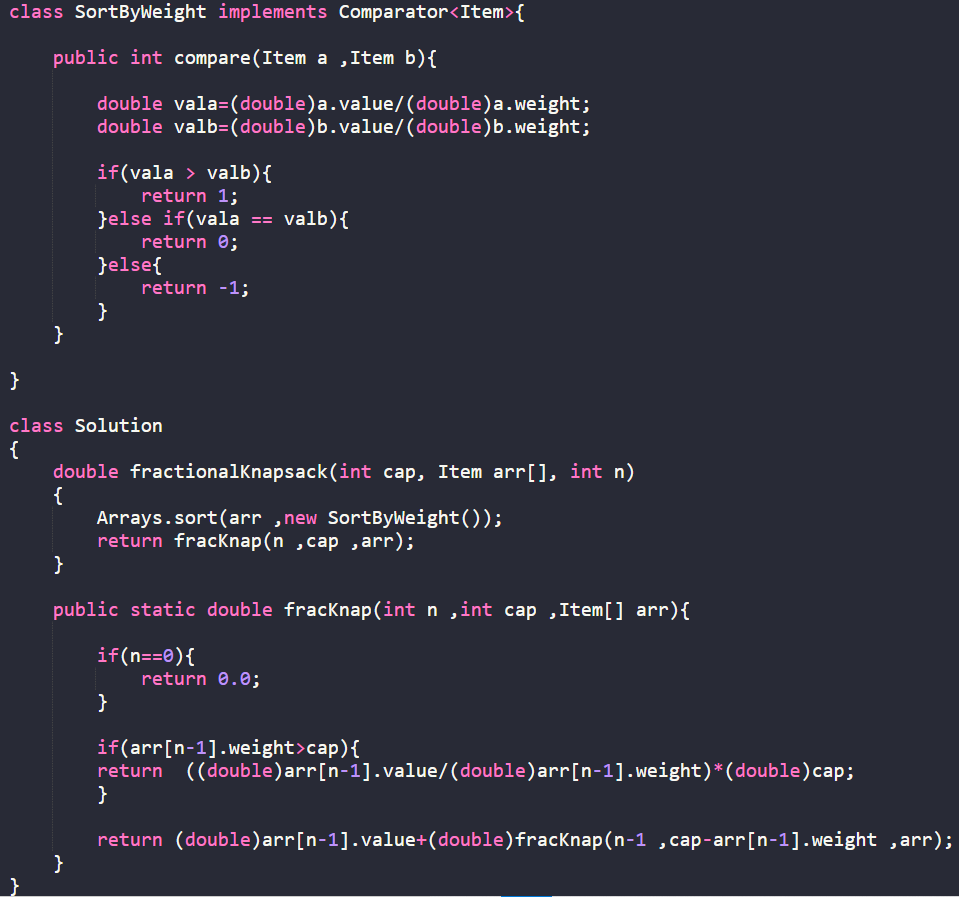 class SortByWeight implements Comparator<Item>{
public int compare(Item a ,Item b){
double vala=(double)a.value/(double)a.weight;
double valb=(double)b.value/(double)b.weight;
if(vala > valb){
return 1;
}else if(vala == valb){
return 0;
}else{
return -1;
}
}
}
class Solution
{
double fractionalKnapsack(int cap, Item arr[], int n)
{
Arrays.sort(arr ,new SortByWeight());
return fracKnap(n ,cap ,arr);
}
public static double fracKnap(int n ,int cap ,Item[] arr){
if(n==0){
return 0.0;
}
if(arr[n-1].weight>cap){
return  ((double)arr[n-1].value/(double)arr[n-1].weight)*(double)cap;
}
return (double)arr[n-1].value+(double)fracKnap(n-1 ,cap-arr[n-1].weight ,arr);
}
}